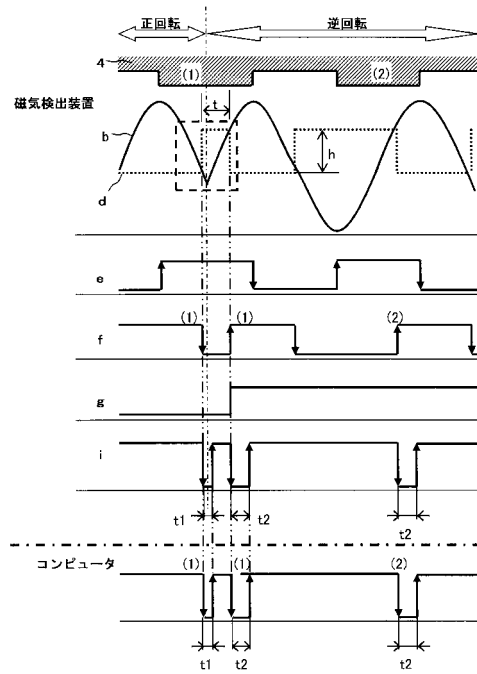 正回転 逆回転
4 (1) (2)
磁気検出装置
t
b
h
d
e
(1) (1) (2)
f
g
i
t1 t2 t2
コンピュータ
(1) (1) (2)
t1 t2 t2